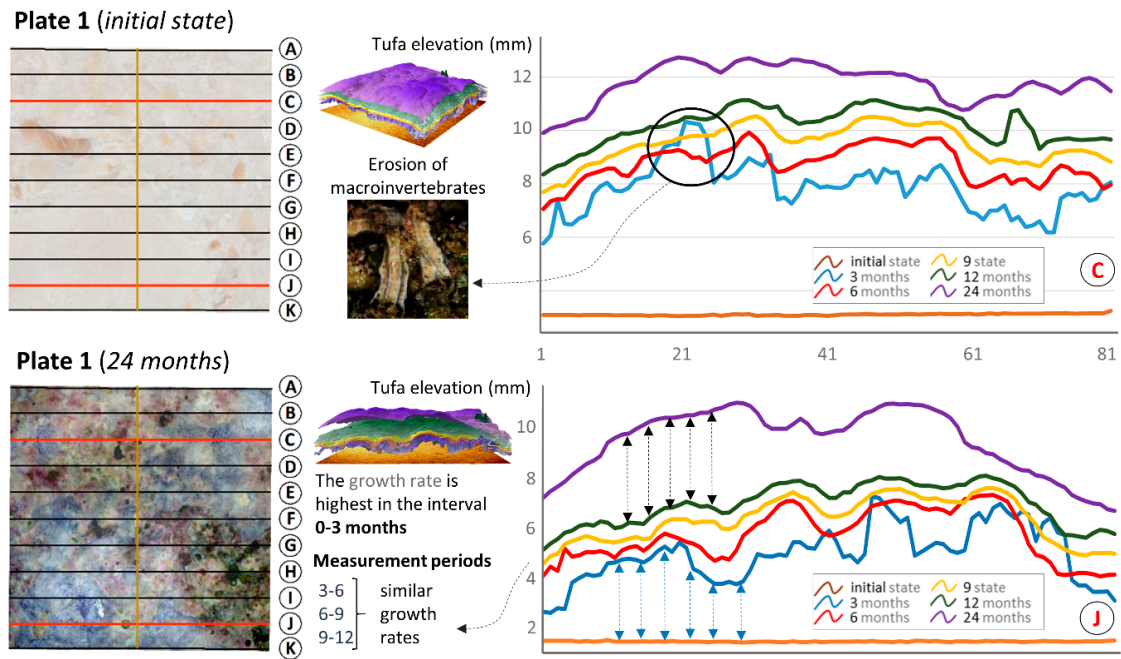 Plate 1 (initial state)
A
B
C
D
E
F
G
H
I
J
K
Tufa elevation (mm)
Erosion of
macroinvertebrates
12
10
8
6
initial state
3 months
6 months
9 state
12 months
24 months
C
1
21
41
61
81
Plate 1 (24 months)
A
B
C
D
E
F
G
H
I
J
K
Tufa elevation (mm)
The growth rate is
highest in the interval
0-3 months
Measurement periods
3-6 similar
6-9 growth
9-12 rates
10
8
6
4
2
initial state
3 months
6 months
9 state
12 months
24 months
J